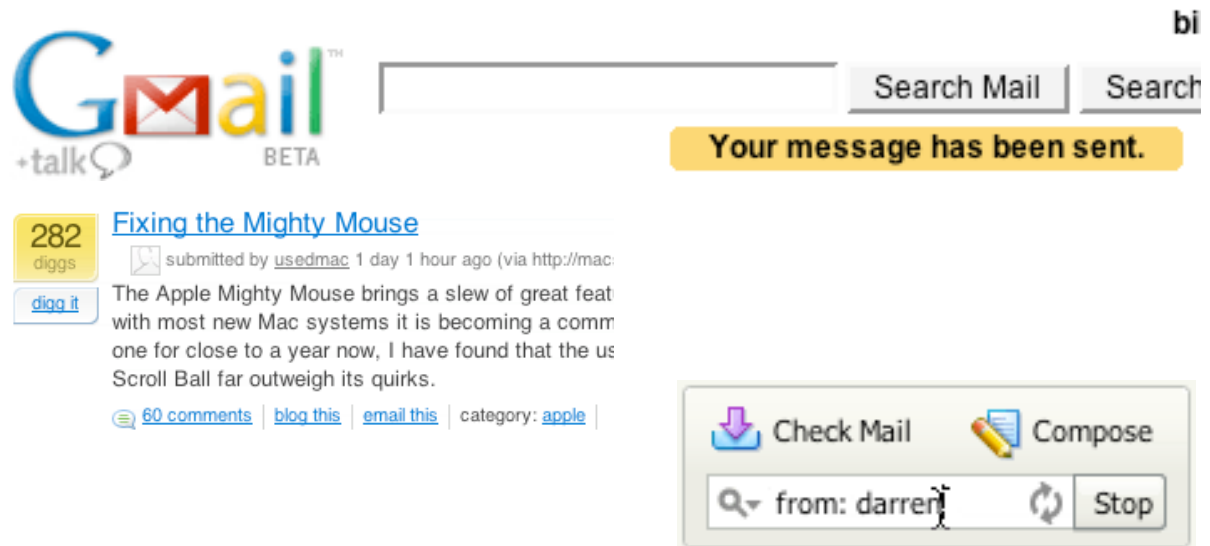 bi
Gmail™
Search Mail
Search
+talk
BETA
Your message has been sent.
282
diggs
digg it
Fixing the Mighty Mouse
submitted by usedmac 1 day 1 hour ago (via http://mac
The Apple Mighty Mouse brings a slew of great feat
with most new Mac systems it is becoming a comm
one for close to a year now, I have found that the us
Scroll Ball far outweigh its quirks.
60 comments
blog this
email this
category: apple
Check Mail
Compose
from: darren
Stop